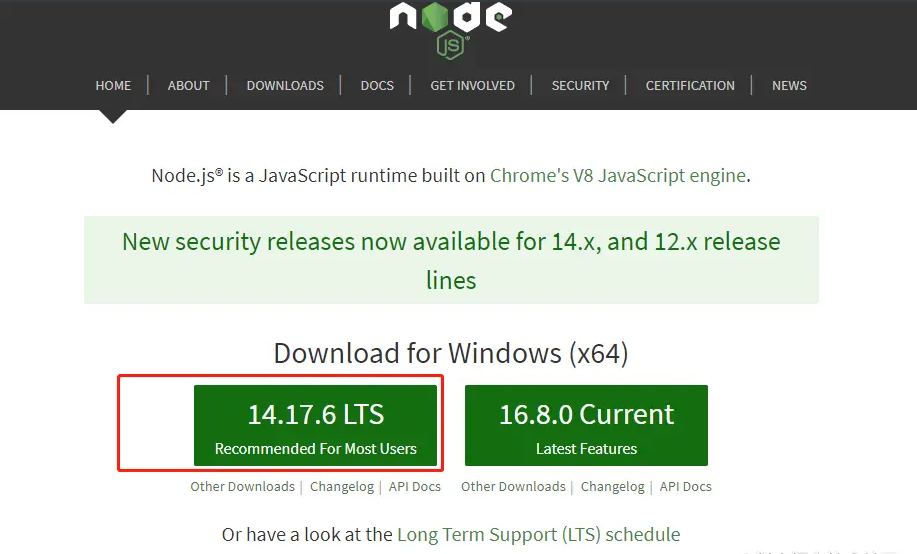 node
JS
HOME | ABOUT | DOWNLOADS | DOCS | GET INVOLVED | SECURITY | CERTIFICATION | NEWS
Node.js® is a JavaScript runtime built on Chrome's V8 JavaScript engine.
New security releases now available for 14.x, and 12.x release
lines
Download for Windows (x64)
14.17.6 LTS
Recommended For Most Users
16.8.0 Current
Latest Features
Other Downloads | Changelog | API Docs
Other Downloads | Changelog | API Docs
Or have a look at the Long Term Support (LTS) schedule